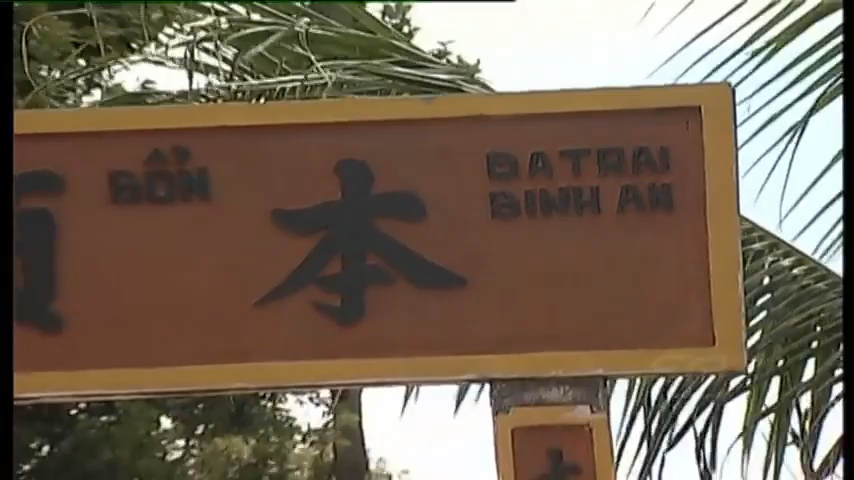 BỔN
本
BATRAI
BINH AN